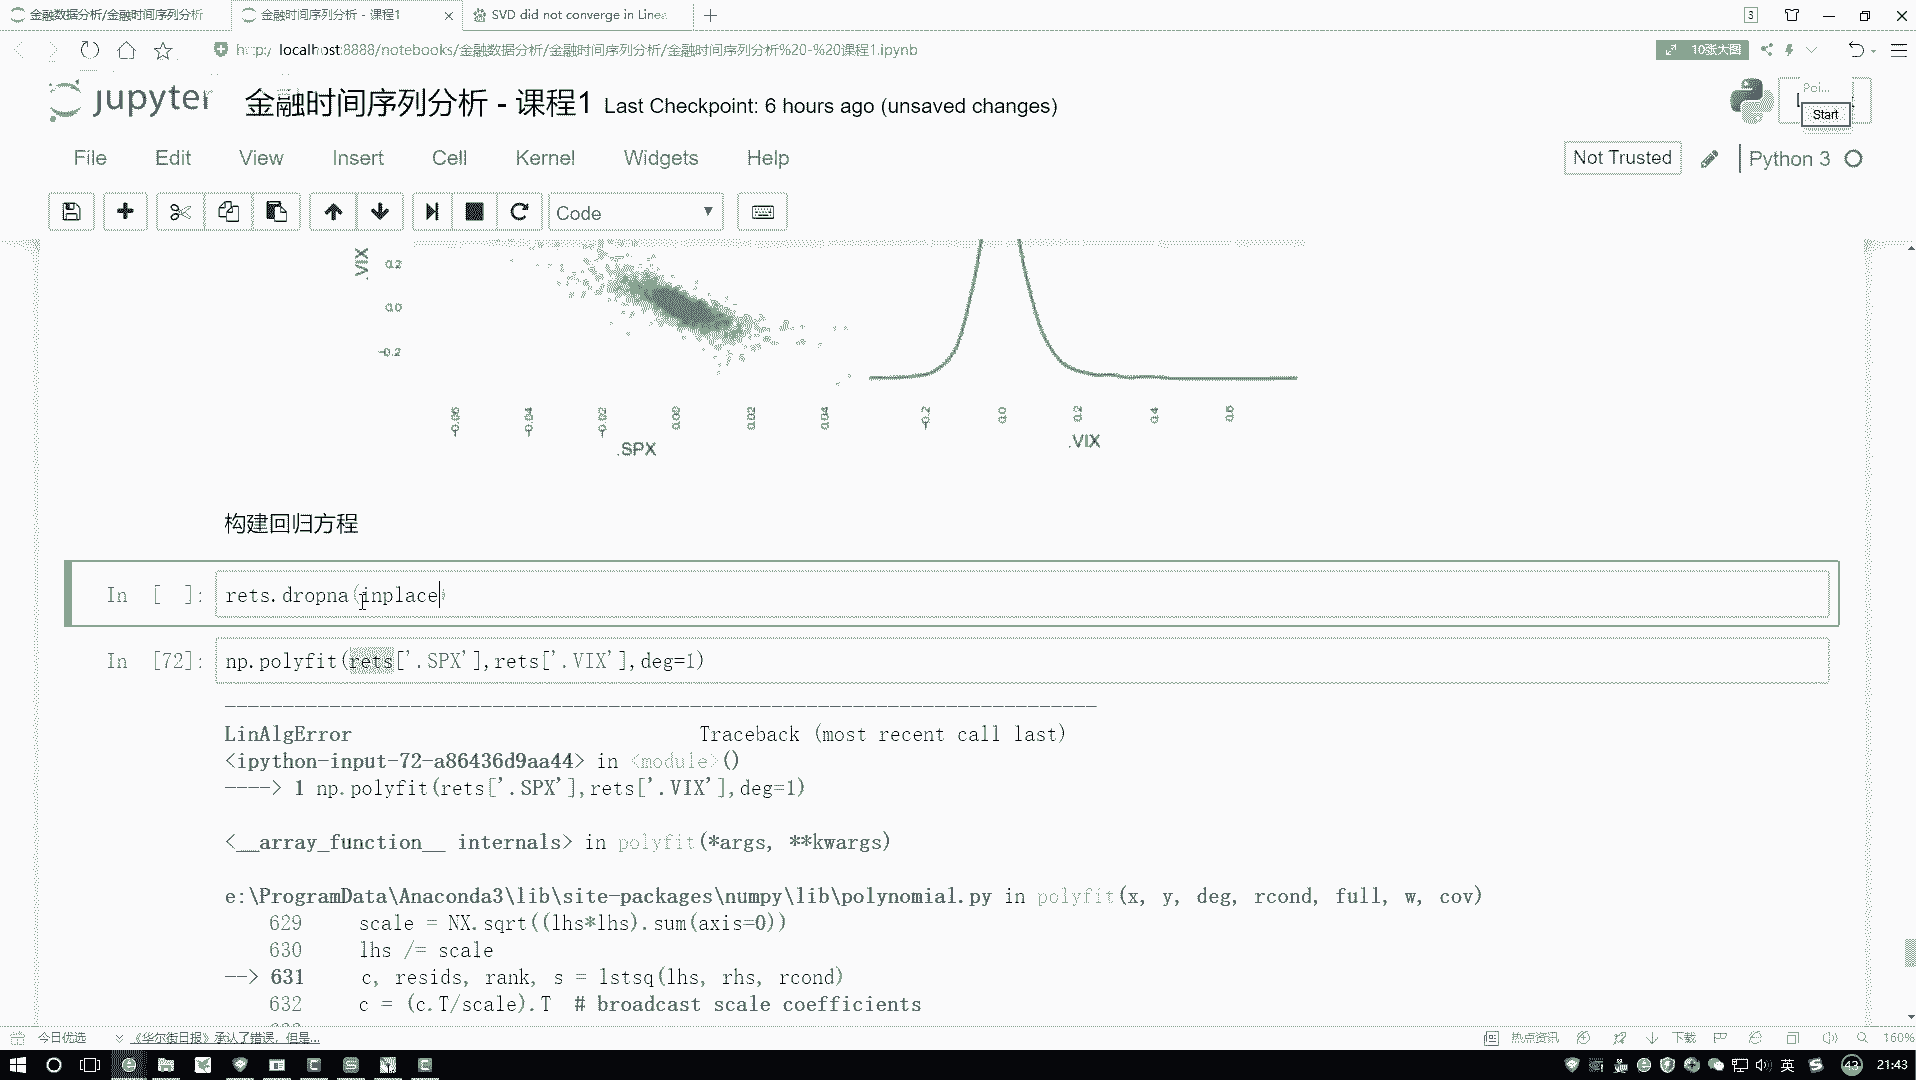 金融数据分析/金融时间序列分析
金融时间序列分析 - 课程1
SVD did not converge in Linea
3
localhost:8888/notebooks/金融数据分析/金融时间序列分析/金融时间序列分析%20-%20课程1.ipynb
10张大图
jupyter
金融时间序列分析 - 课程1 Last Checkpoint: 6 hours ago (unsaved changes)
Poi...
Start
File Edit View Insert Cell Kernel Widgets Help
Not Trusted
Python 3
Code
.VIX
0.2
0.0
-0.2
-0.06 -0.04 -0.02 0.00 0.02 0.04
.SPX
-0.2 0.0 0.2 0.4 0.6
.VIX
构建回归方程
In [ ]: rets.dropna(inplace)
In [72]: np.polyfit(rets['.SPX'],rets['.VIX'],deg=1)
LinAlgError Traceback (most recent call last)
<ipython-input-72-a86436d9aa44> in <module>()
----> 1 np.polyfit(rets['.SPX'],rets['.VIX'],deg=1)
<__array_function__ internals> in polyfit(*args, **kwargs)
e:\ProgramData\Anaconda3\lib\site-packages\numpy\lib\polynomial.py in polyfit(x, y, deg, rcond, full, w, cov)
629 scale = NX.sqrt((lhs*lhs).sum(axis=0))
630 lhs /= scale
--> 631 c, resids, rank, s = lstsq(lhs, rhs, rcond)
632 c = (c.T/scale).T # broadcast scale coefficients
今日优选
《华尔街日报》承认了错误，但是...
热点资讯
下载
160%
英
43
21:43